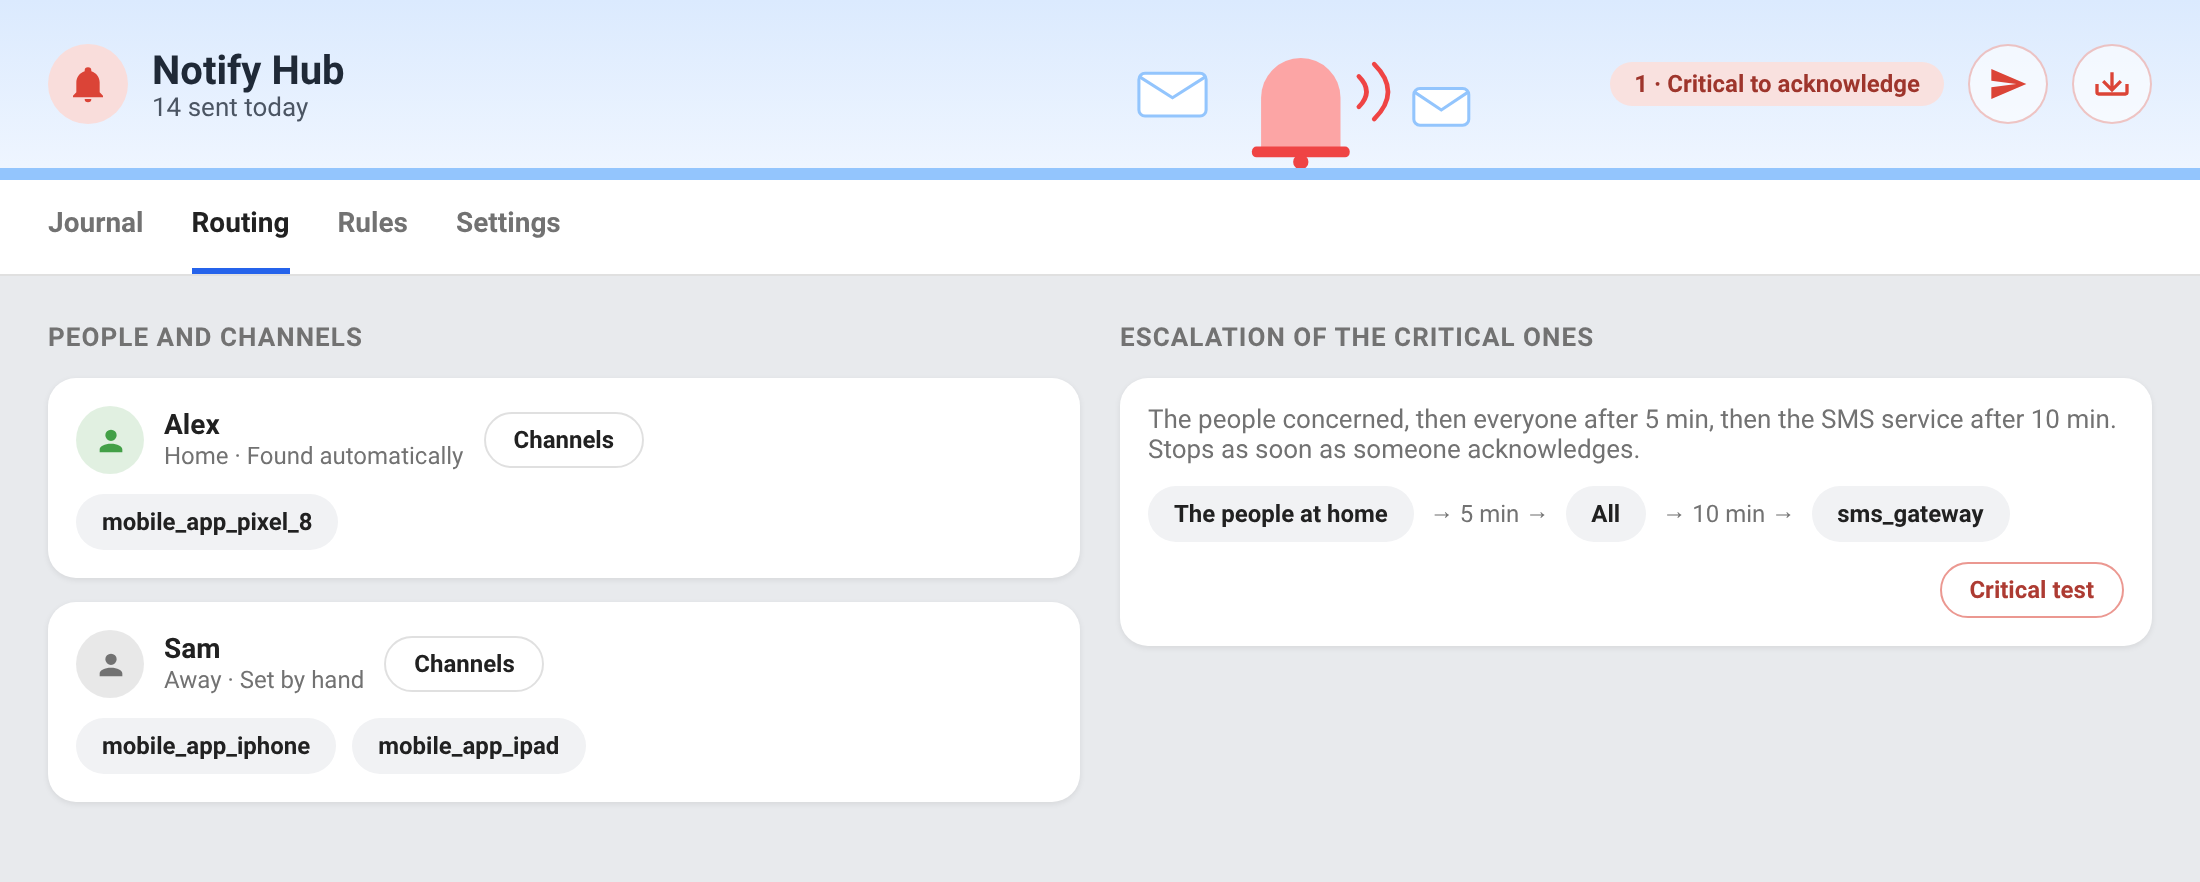 Notify Hub
14 sent today
1 · Critical to acknowledge
Journal
Routing
Rules
Settings
PEOPLE AND CHANNELS
Alex
Home · Found automatically
Channels
mobile_app_pixel_8
Sam
Away · Set by hand
Channels
mobile_app_iphone
mobile_app_ipad
ESCALATION OF THE CRITICAL ONES
The people concerned, then everyone after 5 min, then the SMS service after 10 min.
Stops as soon as someone acknowledges.
The people at home → 5 min → All → 10 min → sms_gateway
Critical test